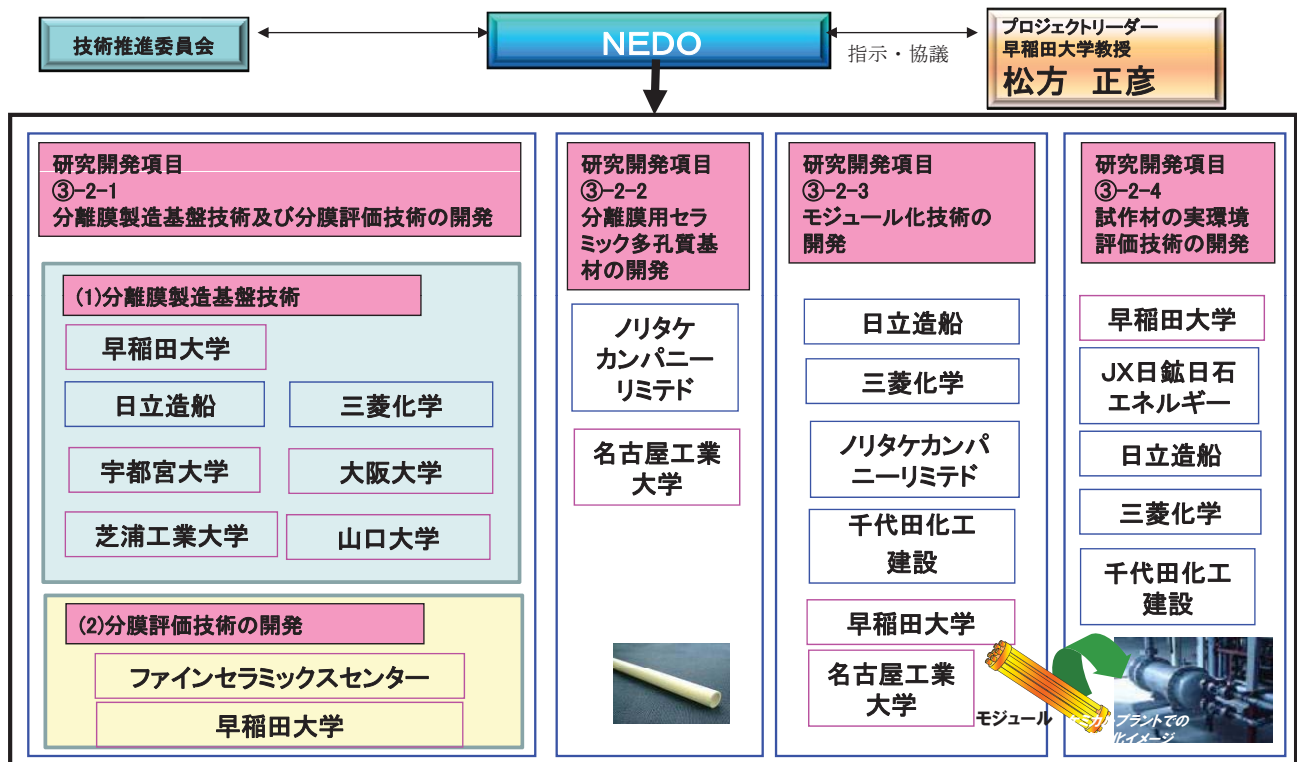 技術推進委員会
NEDO
指示・協議
プロジェクトリーダー
早稲田大学教授
松方 正彦
研究開発項目
③-2-1
分離膜製造基盤技術及び分膜評価技術の開発
(1)分離膜製造基盤技術
早稲田大学
日立造船
三菱化学
宇都宮大学
大阪大学
芝浦工業大学
山口大学
(2)分膜評価技術の開発
ファインセラミックスセンター
早稲田大学
研究開発項目
③-2-2
分離膜用セラ
ミック多孔質基
材の開発
ノリタケ
カンパニー
リミテド
名古屋工業
大学
研究開発項目
③-2-3
モジュール化技術の
開発
日立造船
三菱化学
ノリタケカンパ
ニーリミテド
千代田化工
建設
早稲田大学
名古屋工業
大学
モジュール
研究開発項目
③-2-4
試作材の実環境
評価技術の開発
早稲田大学
JX日鉱日石
エネルギー
日立造船
三菱化学
千代田化工
建設
ミカルプラントでの
化イメージ